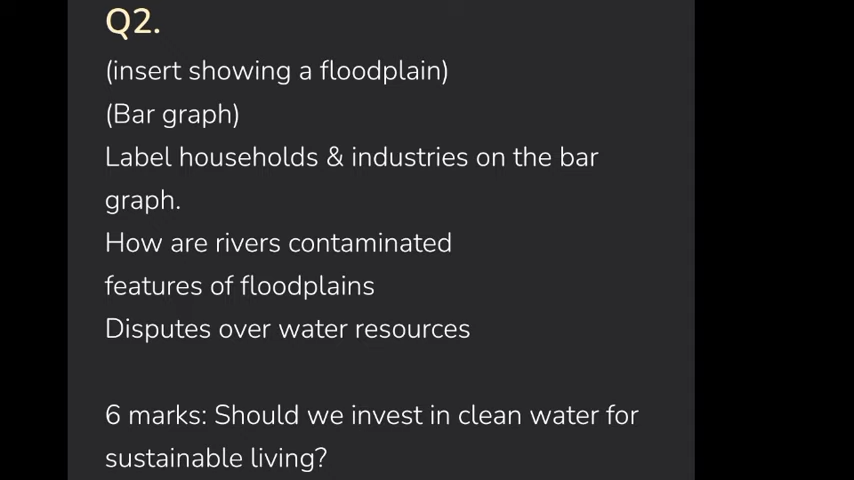 Q2.
(insert showing a floodplain)
(Bar graph)
Label households & industries on the bar
graph.
How are rivers contaminated
features of floodplains
Disputes over water resources
6 marks: Should we invest in clean water for
sustainable living?